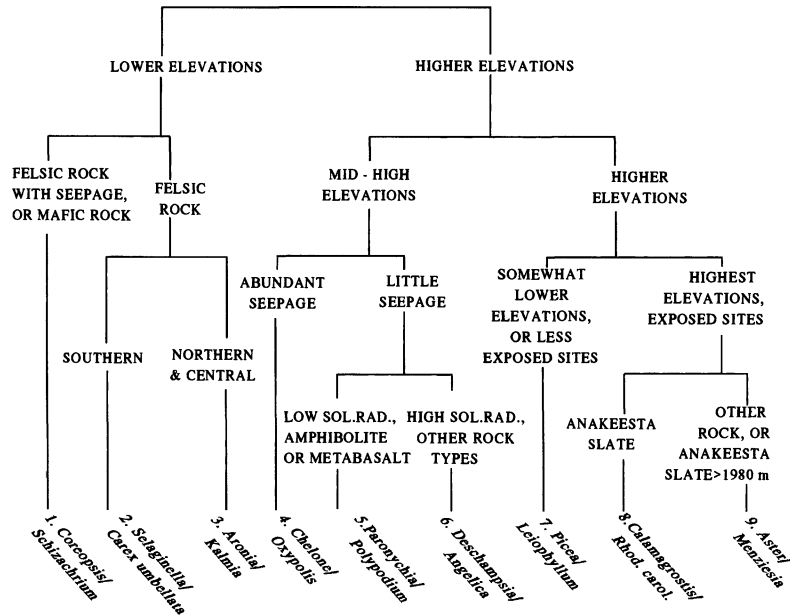 LOWER ELEVATIONS
HIGHER ELEVATIONS
FELSIC ROCK
WITH SEEPAGE,
OR MAFIC ROCK
FELSIC
ROCK
MID - HIGH
ELEVATIONS
HIGHER
ELEVATIONS
ABUNDANT
SEEPAGE
LITTLE
SEEPAGE
SOMEWHAT
LOWER
ELEVATIONS,
OR LESS
EXPOSED SITES
HIGHEST
ELEVATIONS,
EXPOSED SITES
SOUTHERN
NORTHERN
& CENTRAL
LOW SOL.RAD.,
AMPHIBOLITE
OR METABASALT
HIGH SOL.RAD.,
OTHER ROCK
TYPES
ANAKEESTA
SLATE
OTHER
ROCK, OR
ANAKEESTA
SLATE>1980 m
1. Coreopsis/
Schizachrium
2. Selaginella/
Carex umbellata
3. Aronia/
Kalmia
4. Chelone/
Oxypolis
5.Paronychia/
Polypodium
6. Deschampsia/
Angelica
7. Picea/
Leiophyllum
8.Calamagrostis/
Rhod. carol.
9. Aster/
Menziesia